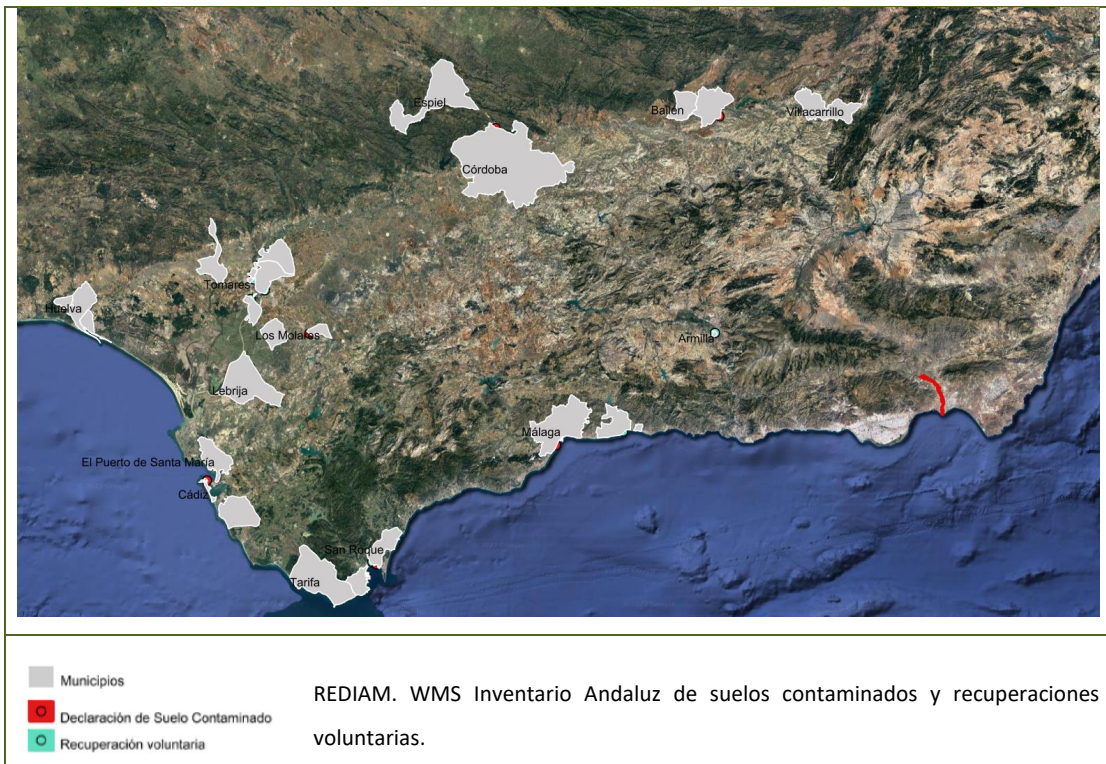 Espiel
Bailen
Villacarrillo
Córdoba
Tomares
Huelva
Los Molares
Armilla
Lebrija
Málaga
El Puerto de Santa María
Cádiz
San Roque
Tarifa
Municipios
Declaración de Suelo Contaminado
Recuperación voluntaria
REDIAM. WMS Inventario Andaluz de suelos contaminados y recuperaciones
voluntarias.